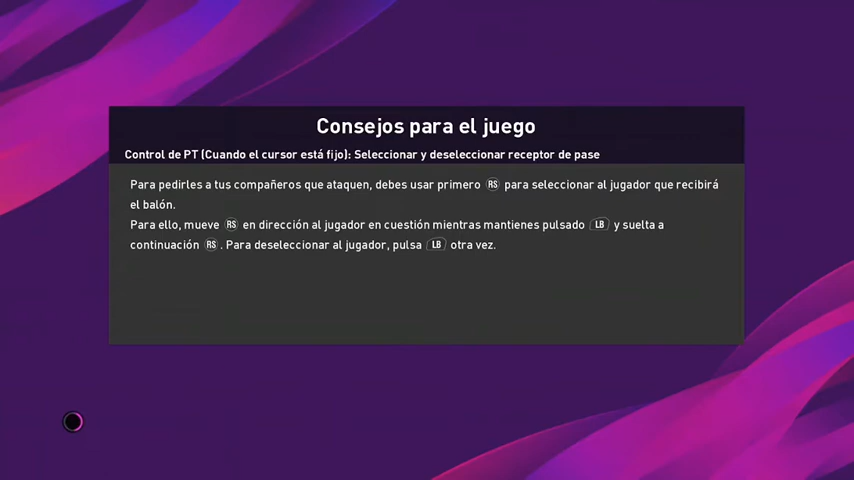 Consejos para el juego
Control de PT (Cuando el cursor está fijo): Seleccionar y deseleccionar receptor de pase
Para pedirles a tus compañeros que ataquen, debes usar primero RS para seleccionar al jugador que recibirá
el balón.
Para ello, mueve RS en dirección al jugador en cuestión mientras mantienes pulsado LB y suelta a
continuación RS. Para deseleccionar al jugador, pulsa LB otra vez.